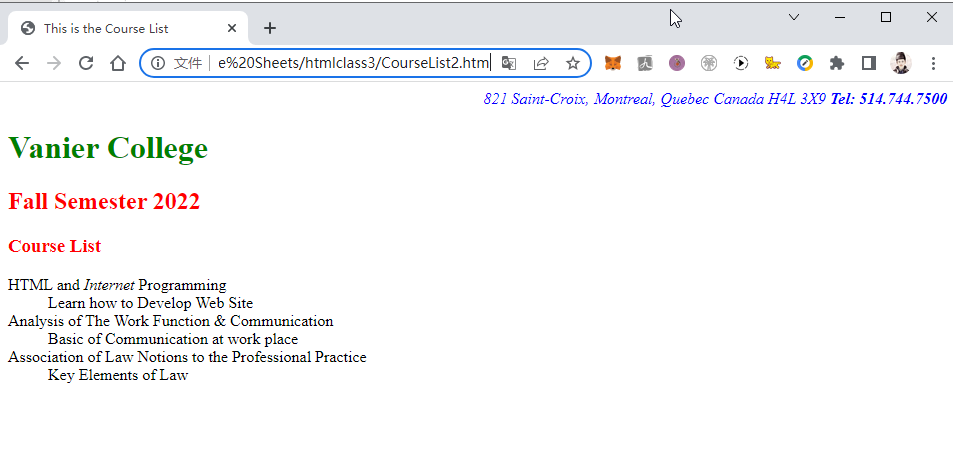 This is the Course List
文件 e%20Sheets/htmlclass3/CourseList2.htm
821 Saint-Croix, Montreal, Quebec Canada H4L 3X9 Tel: 514.744.7500
Vanier College
Fall Semester 2022
Course List
HTML and Internet Programming
Learn how to Develop Web Site
Analysis of The Work Function & Communication
Basic of Communication at work place
Association of Law Notions to the Professional Practice
Key Elements of Law